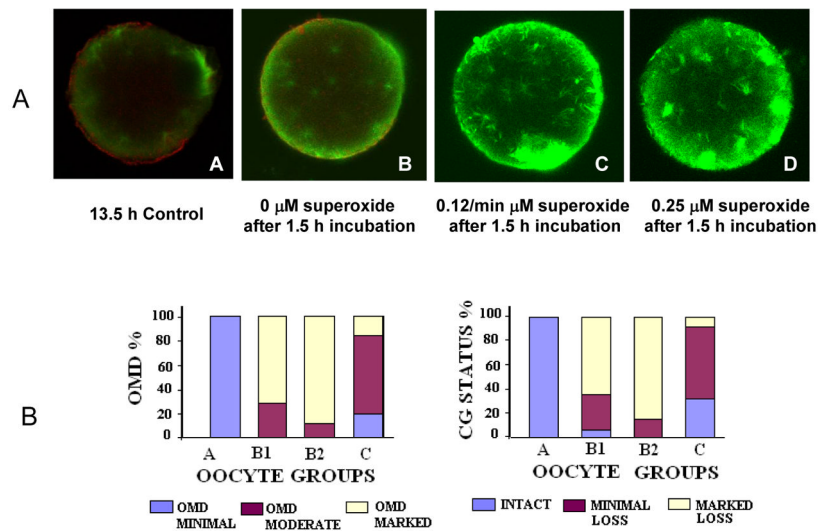 A
A
B
C
D
13.5 h Control
0 μM superoxide
after 1.5 h incubation
0.12/min μM superoxide
after 1.5 h incubation
0.25 μM superoxide
after 1.5 h incubation
B
OMD %
100
80
60
40
20
0
A B1 B2 C
OOCYTE GROUPS
OMD MINIMAL
OMD MODERATE
OMD MARKED
CG STATUS %
100
80
60
40
20
0
A B1 B2 C
OOCYTE GROUPS
INTACT
MINIMAL LOSS
MARKED LOSS